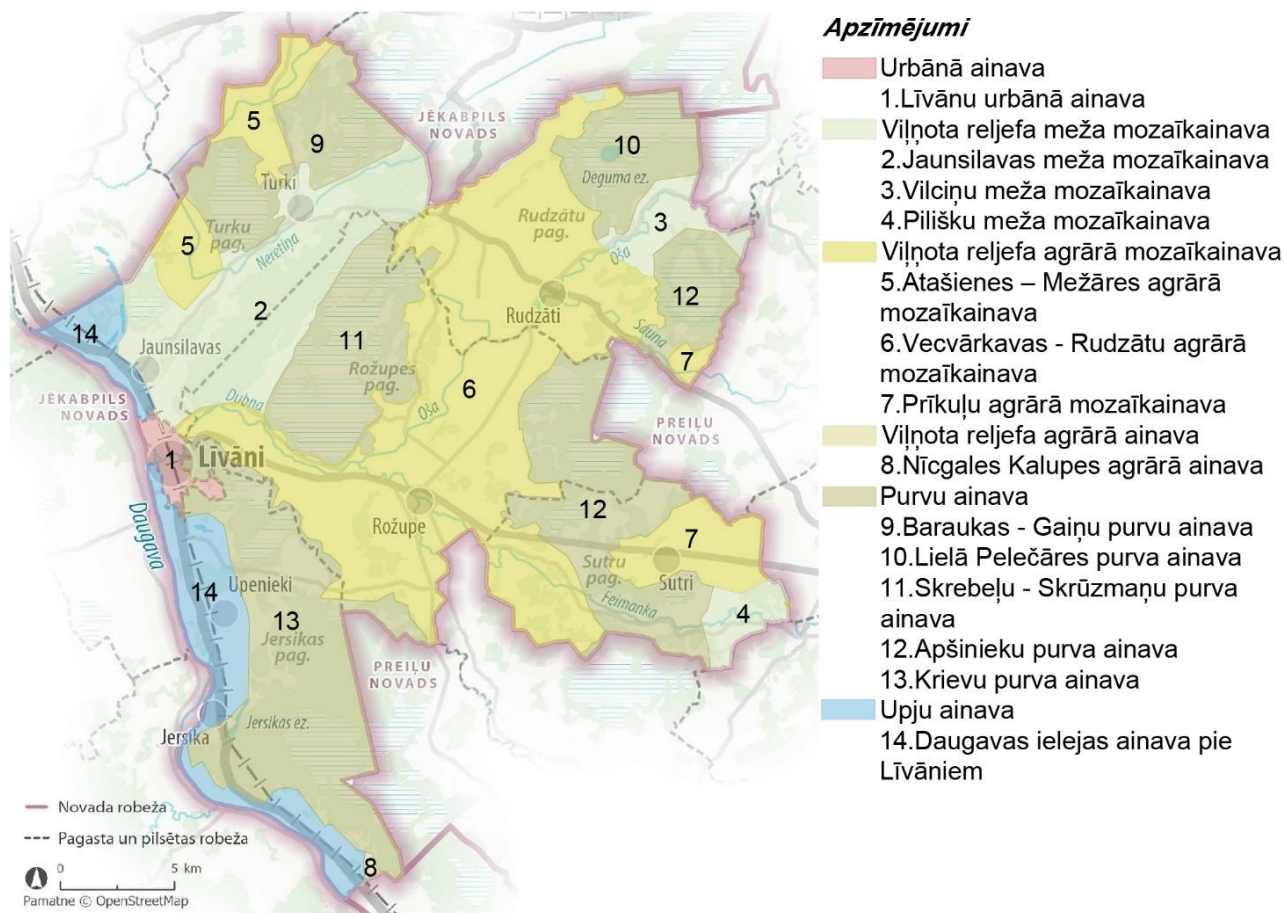 Apzīmējumi
Urbānā ainava
1.Līvānu urbānā ainava
Viļņota reljefa meža mozaīkainava
2.Jaunsilavas meža mozaīkainava
3.Vilciņu meža mozaīkainava
4.Pilišku meža mozaīkainava
Viļņota reljefa agrārā mozaīkainava
5.Atašienes – Mežāres agrārā
mozaīkainava
6.Vecvārkavas - Rudzātu agrārā
mozaīkainava
7.Prīkuļu agrārā mozaīkainava
Viļņota reljefa agrārā ainava
8.Nīcgales Kalupes agrārā ainava
Purvu ainava
9.Baraukas - Gaiņu purvu ainava
10.Lielā Pelečāres purva ainava
11.Skrebeļu - Skrūzmaņu purva
ainava
12.Apšinieku purva ainava
13.Krievu purva ainava
Upju ainava
14.Daugavas ielejas ainava pie
Līvāniem
5
9
JĒKABPILS
NOVADS
10
Deguma ez.
Turki
Turku
pag.
5
Neretiņa
Rudzātu
pag.
3
Oša
2
12
Rudzāti
14
Jaunsilavas
11
Rožupes
pag.
Sauna
7
6
Oša
Dubna
JĒKABPILS
NOVADS
PREIĻU
NOVADS
1
Līvāni
Daugava
Rožupe
12
7
Sutru
pag.
Sutri
Feimanka
4
14
Upenieki
13
Jersikas
pag.
PREIĻU
NOVADS
Jersika
Jersikas ez.
8
Novada robeža
Pagasta un pilsētas robeža
0 5 km
Pamatne © OpenStreetMap